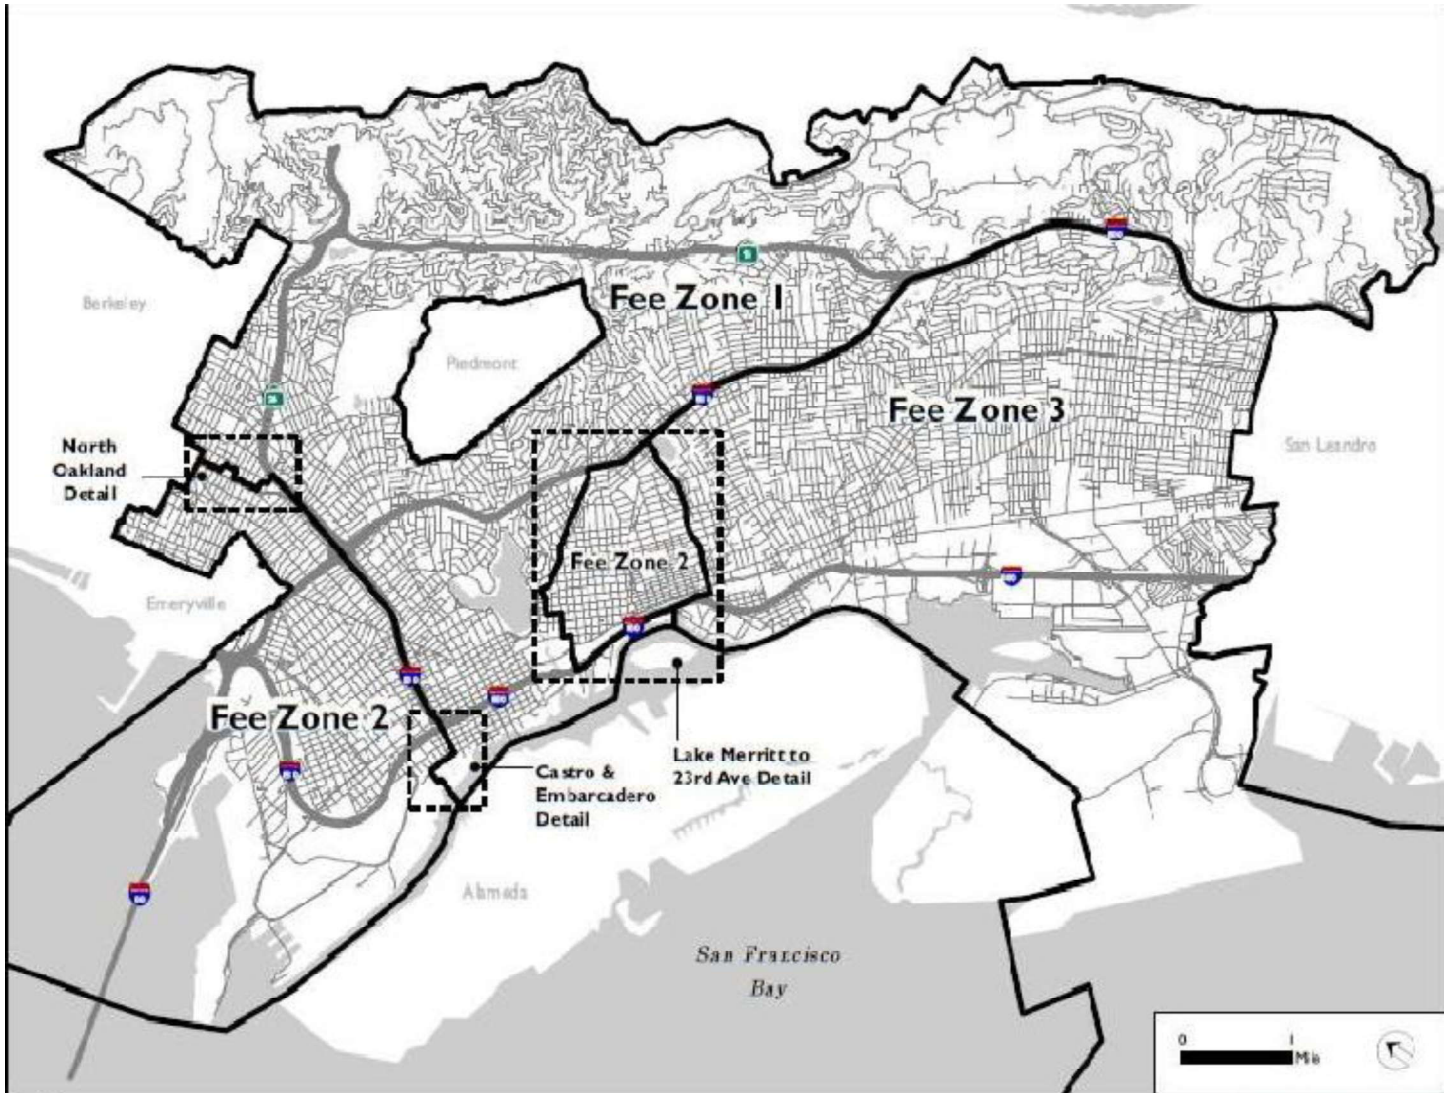 Fee Zone 1
Berkeley
Piedmont
Fee Zone 3
North
Oakland
Detail
San Leandro
Fee Zone 2
Emeryville
Fee Zone 2
Lake Merritt to
23rd Ave Detail
Castro &
Embarcadero
Detail
Alameda
San Francisco
Bay
0 1
Mile